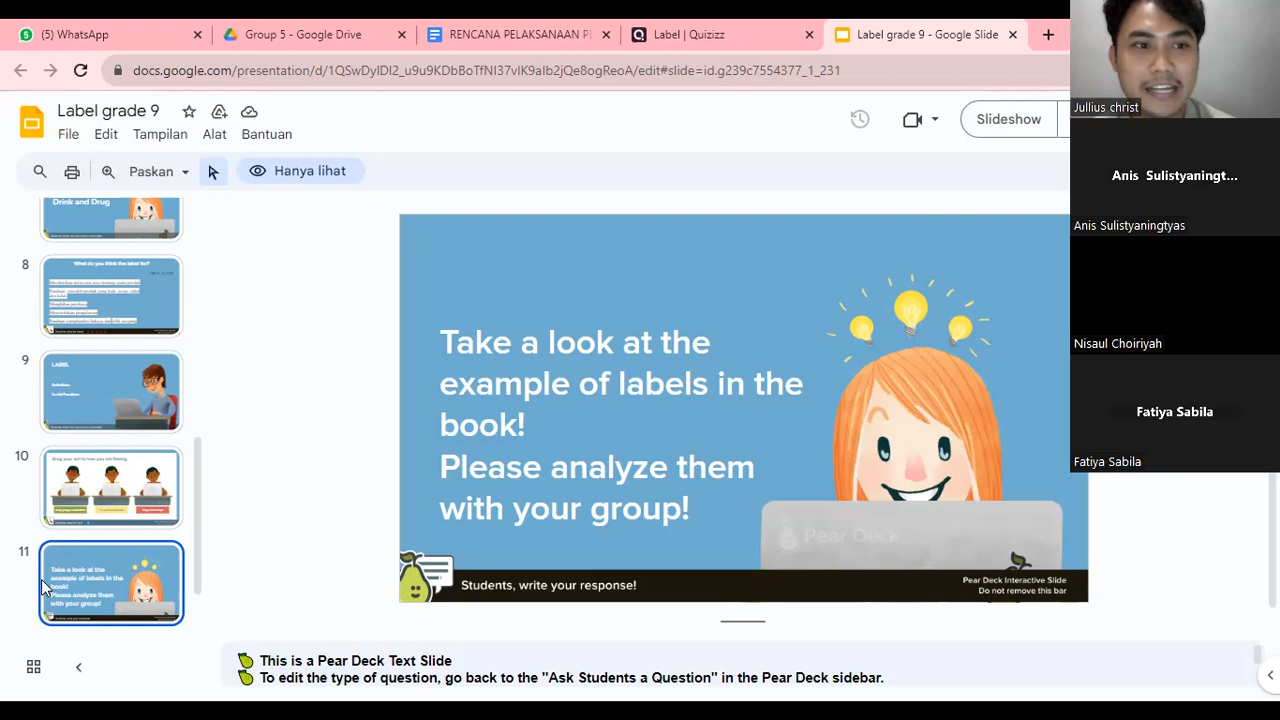 (5) WhatsApp
Group 5 - Google Drive
RENCANA PELAKSANAAN PE
Label | Quizizz
Label grade 9 - Google Slide
docs.google.com/presentation/d/
edit#slide=id.g239c7554377_1_231
Label grade 9
File Edit Tampilan Alat Bantuan
Slideshow
Paskan
Hanya lihat
Drink and Drug
8
What do you think the label for?
9
LABEL
Definition
Social Function
10
11
Take a look at the
example of labels in the
book!
Please analyze them
with your group!
Take a look at the
example of labels in the
book!
Please analyze them
with your group!
Pear Deck
Students, write your response!
Pear Deck Interactive Slide
Do not remove this bar
This is a Pear Deck Text Slide
To edit the type of question, go back to the "Ask Students a Question" in the Pear Deck sidebar.
Jullius christ
Anis Sulistyaningt...
Anis Sulistyaningtyas
Nisaul Choiriyah
Fatiya Sabila
Fatiya Sabila